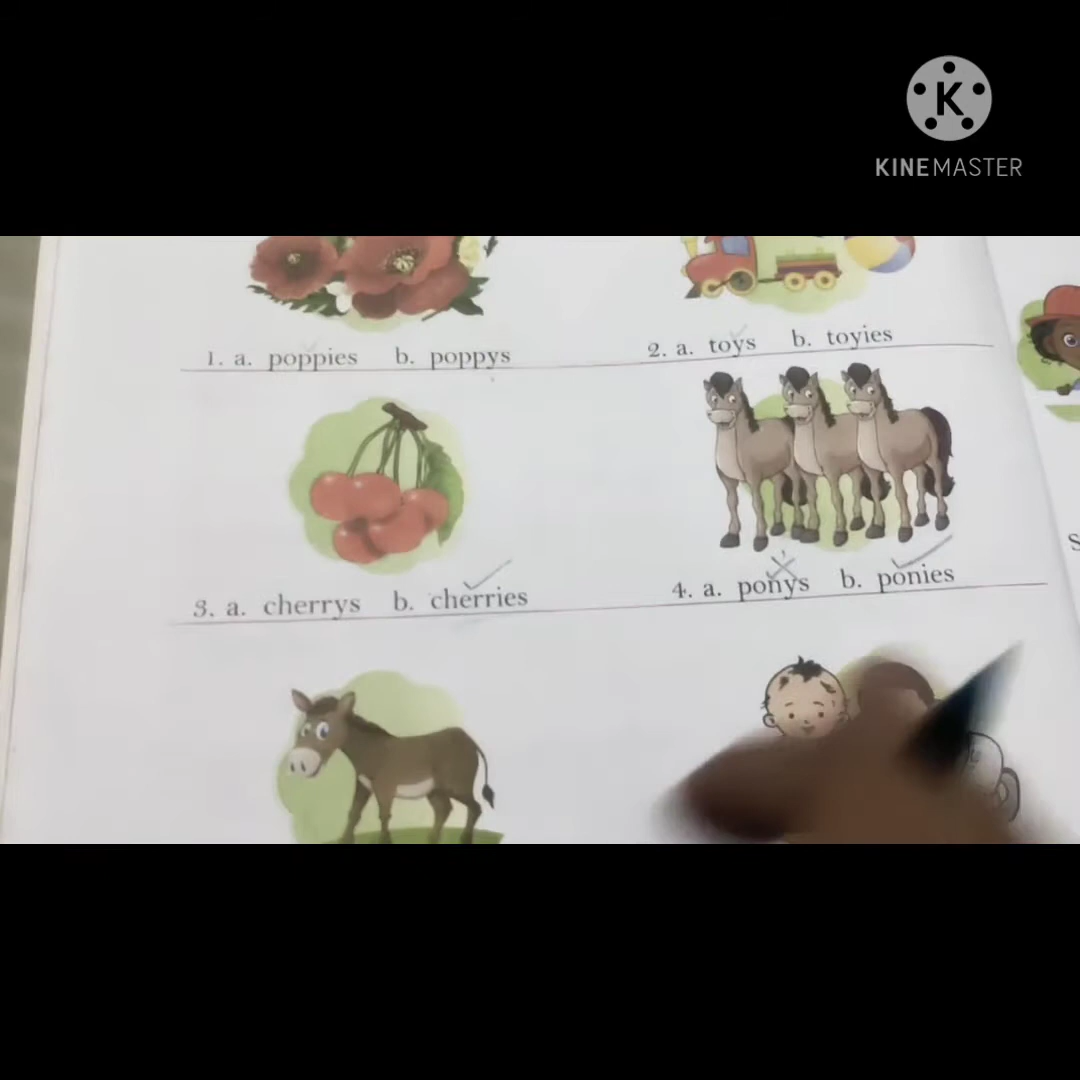 KINEMASTER
1. a. poppies b. poppys
2. a. toys b. toyies
3. a. cherrys b. cherries
4. a. ponys b. ponies